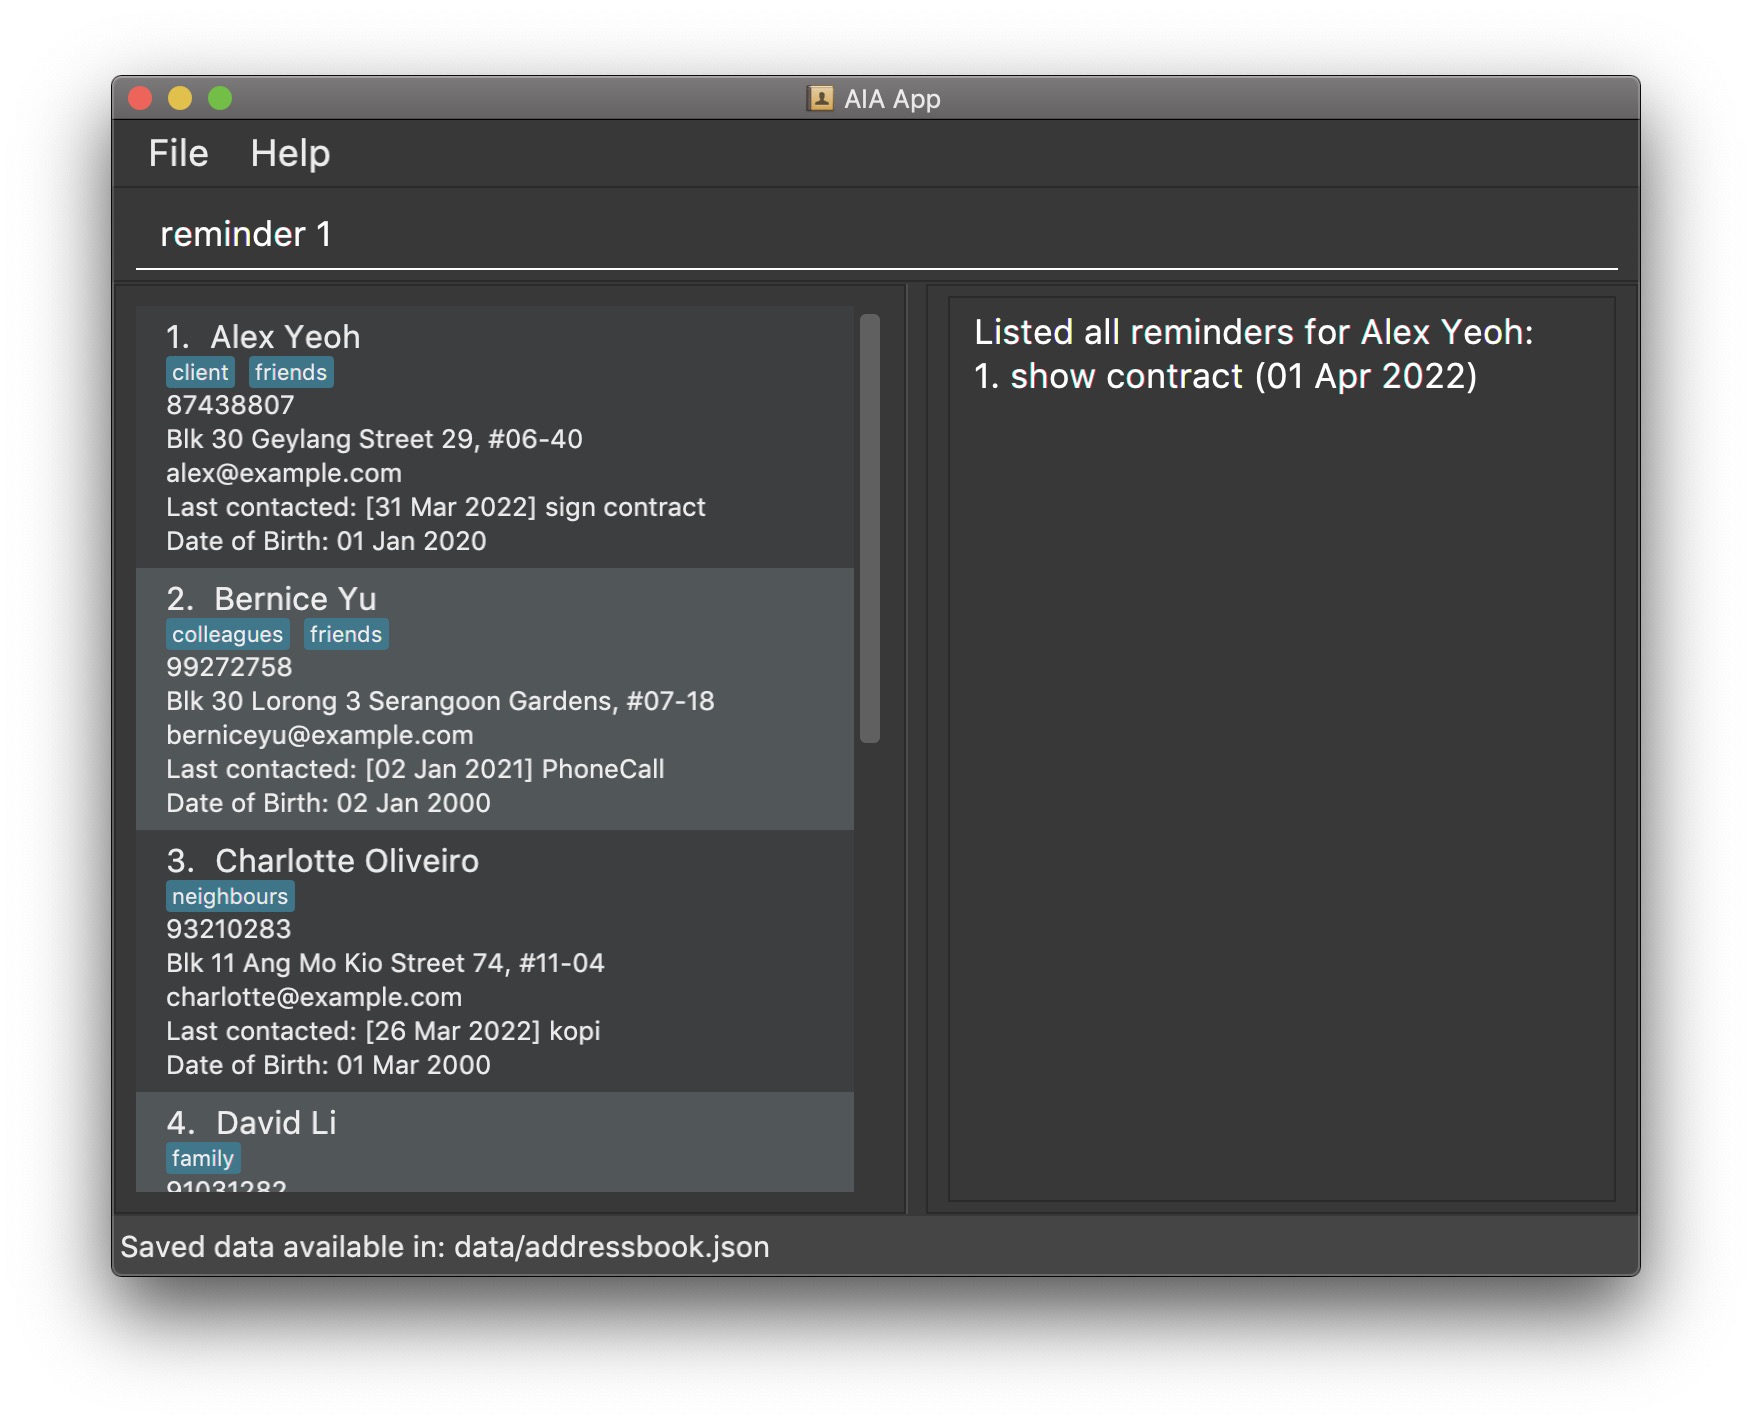 AIA App
File Help
reminder 1
1. Alex Yeoh
client friends
87438807
Blk 30 Geylang Street 29, #06-40
alex@example.com
Last contacted: [31 Mar 2022] sign contract
Date of Birth: 01 Jan 2020
2. Bernice Yu
colleagues friends
99272758
Blk 30 Lorong 3 Serangoon Gardens, #07-18
berniceyu@example.com
Last contacted: [02 Jan 2021] PhoneCall
Date of Birth: 02 Jan 2000
3. Charlotte Oliveiro
neighbours
93210283
Blk 11 Ang Mo Kio Street 74, #11-04
charlotte@example.com
Last contacted: [26 Mar 2022] kopi
Date of Birth: 01 Mar 2000
4. David Li
family
91031282
Listed all reminders for Alex Yeoh:
1. show contract (01 Apr 2022)
Saved data available in: data/addressbook.json